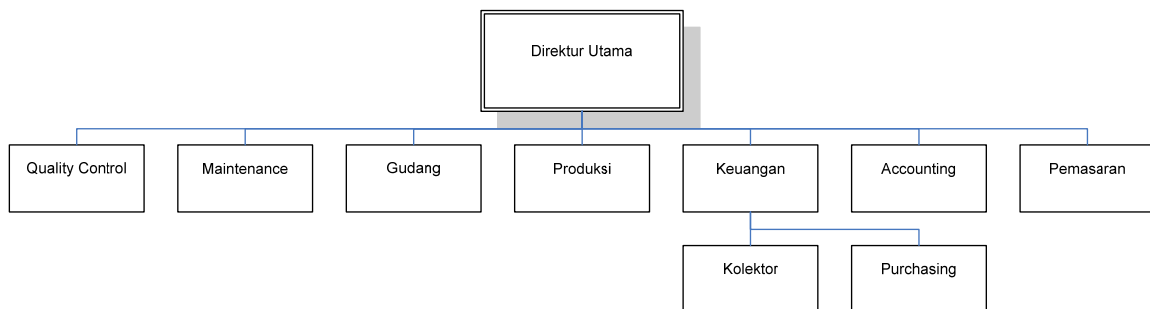 Direktur Utama
Quality Control
Maintenance
Gudang
Produksi
Keuangan
Accounting
Pemasaran
Kolektor
Purchasing